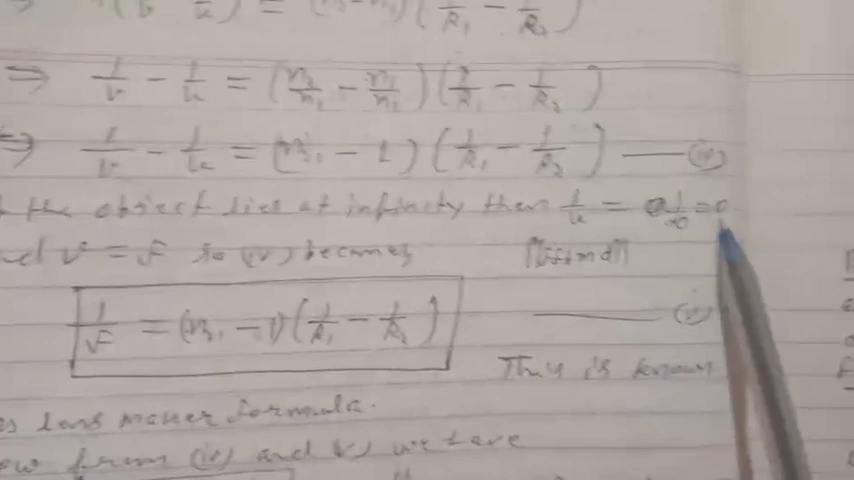 ⇒ 1/v − 1/u = (n₂/n₁ − n₁/n₁)(1/R₁ − 1/R₂)
⇒ 1/v − 1/u = (n₂₁ − 1)(1/R₁ − 1/R₂) —— (iv)
the object lies at infinity then 1/u = 1/∞ = 0
v = f so (iv) becomes
1/f = (n₂₁ − 1)(1/R₁ − 1/R₂) —— (v)
This is known
lens maker formula.
from (iv) and (v) we have